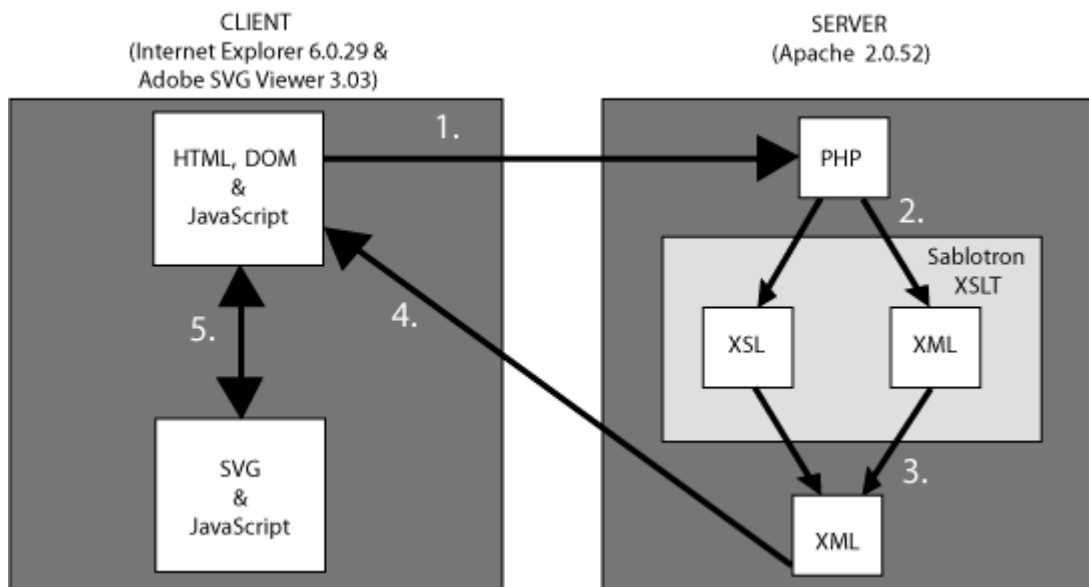 CLIENT
(Internet Explorer 6.0.29 &
Adobe SVG Viewer 3.03)
SERVER
(Apache 2.0.52)
1.
HTML, DOM
&
JavaScript
PHP
2.
Sablotron
XSLT
5.
4.
XSL
XML
SVG
&
JavaScript
3.
XML